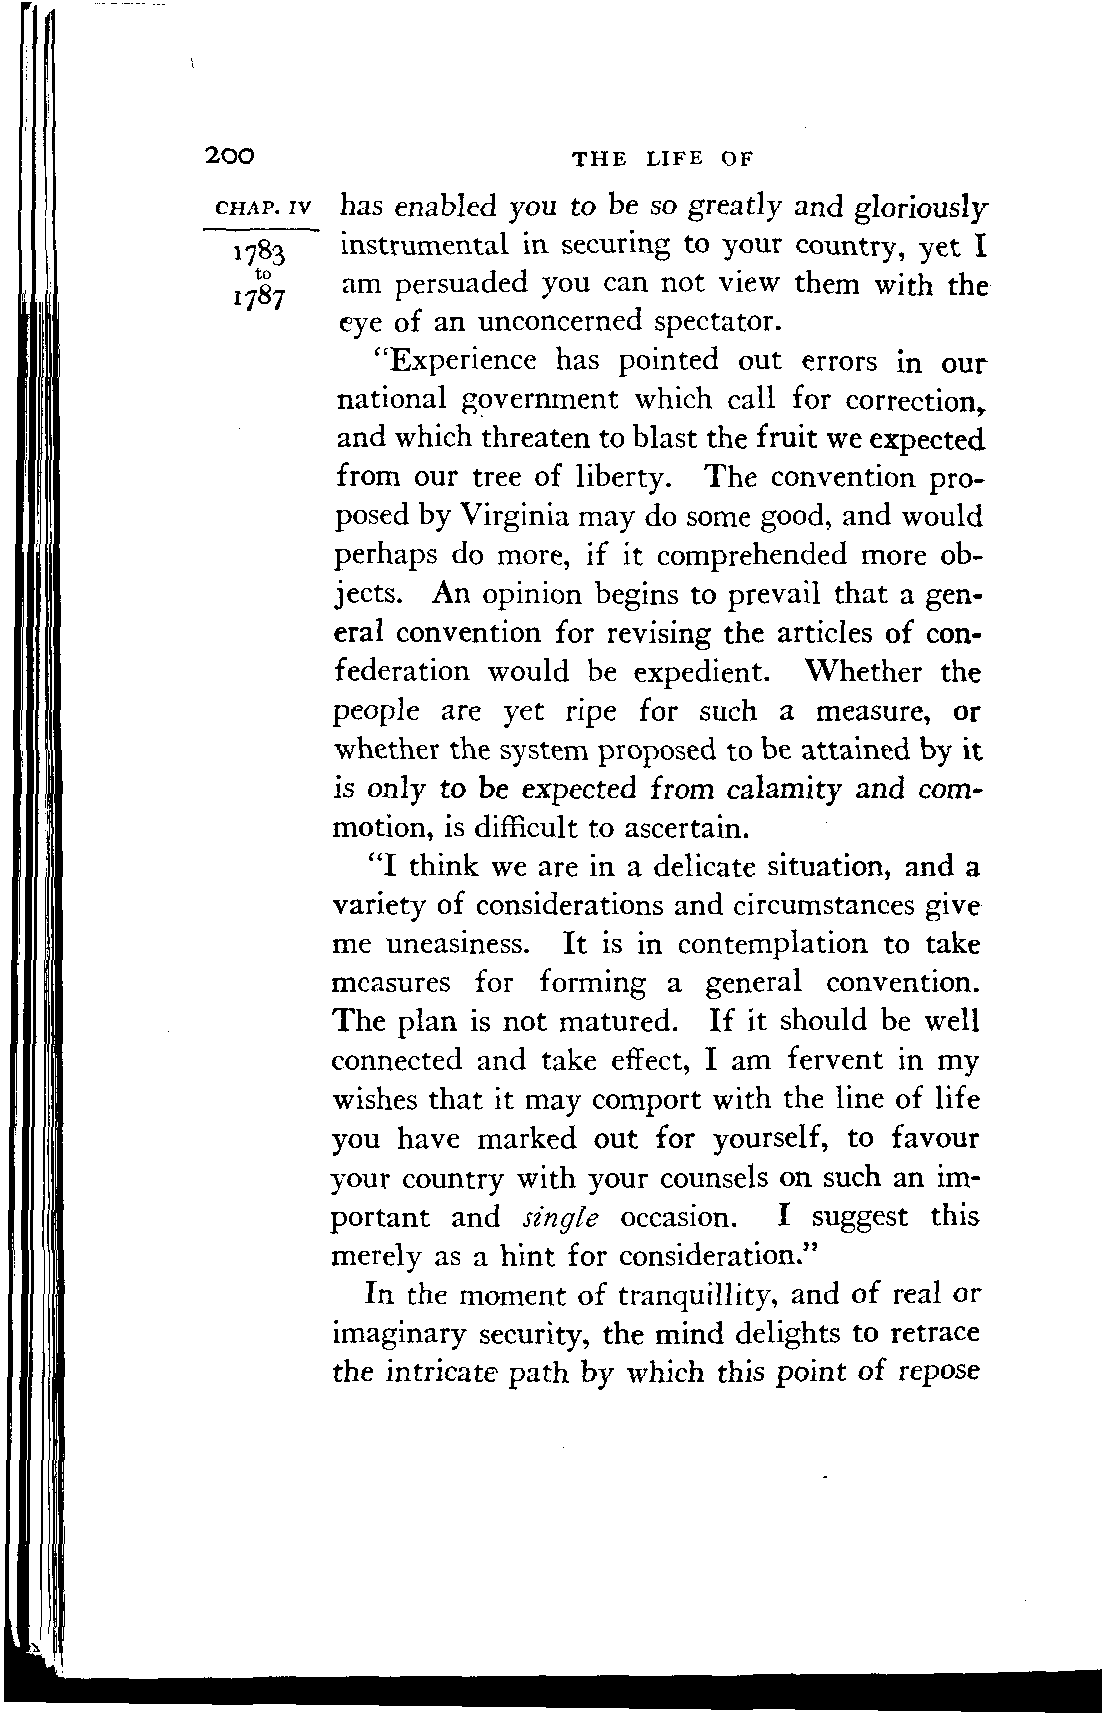 200 THE LIFE OF
CHAP. IV
1783
to
1787
has enabled you to be so greatly and gloriously
instrumental in securing to your country, yet I
am persuaded you can not view them with the
eye of an unconcerned spectator.
"Experience has pointed out errors in our
national government which call for correction,
and which threaten to blast the fruit we expected
from our tree of liberty. The convention pro-
posed by Virginia may do some good, and would
perhaps do more, if it comprehended more ob-
jects. An opinion begins to prevail that a gen-
eral convention for revising the articles of con-
federation would be expedient. Whether the
people are yet ripe for such a measure, or
whether the system proposed to be attained by it
is only to be expected from calamity and com-
motion, is difficult to ascertain.
"I think we are in a delicate situation, and a
variety of considerations and circumstances give
me uneasiness. It is in contemplation to take
measures for forming a general convention.
The plan is not matured. If it should be well
connected and take effect, I am fervent in my
wishes that it may comport with the line of life
you have marked out for yourself, to favour
your country with your counsels on such an im-
portant and single occasion. I suggest this
merely as a hint for consideration."
In the moment of tranquillity, and of real or
imaginary security, the mind delights to retrace
the intricate path by which this point of repose